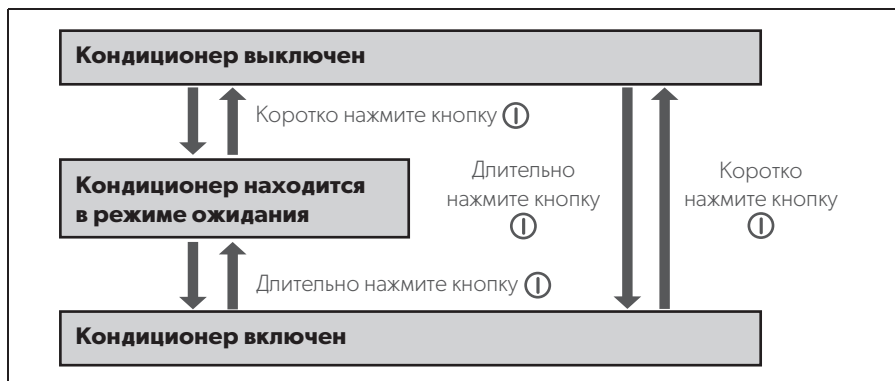 Кондиционер выключен
Коротко нажмите кнопку
Кондиционер находится
в режиме ожидания
Длительно
нажмите кнопку
Коротко
нажмите кнопку
Длительно нажмите кнопку
Кондиционер включен